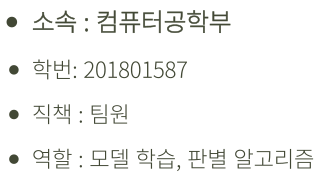 • 소속 : 컴퓨터공학부
• 학번: 201801587
• 직책 : 팀원
• 역할 : 모델 학습, 판별 알고리즘